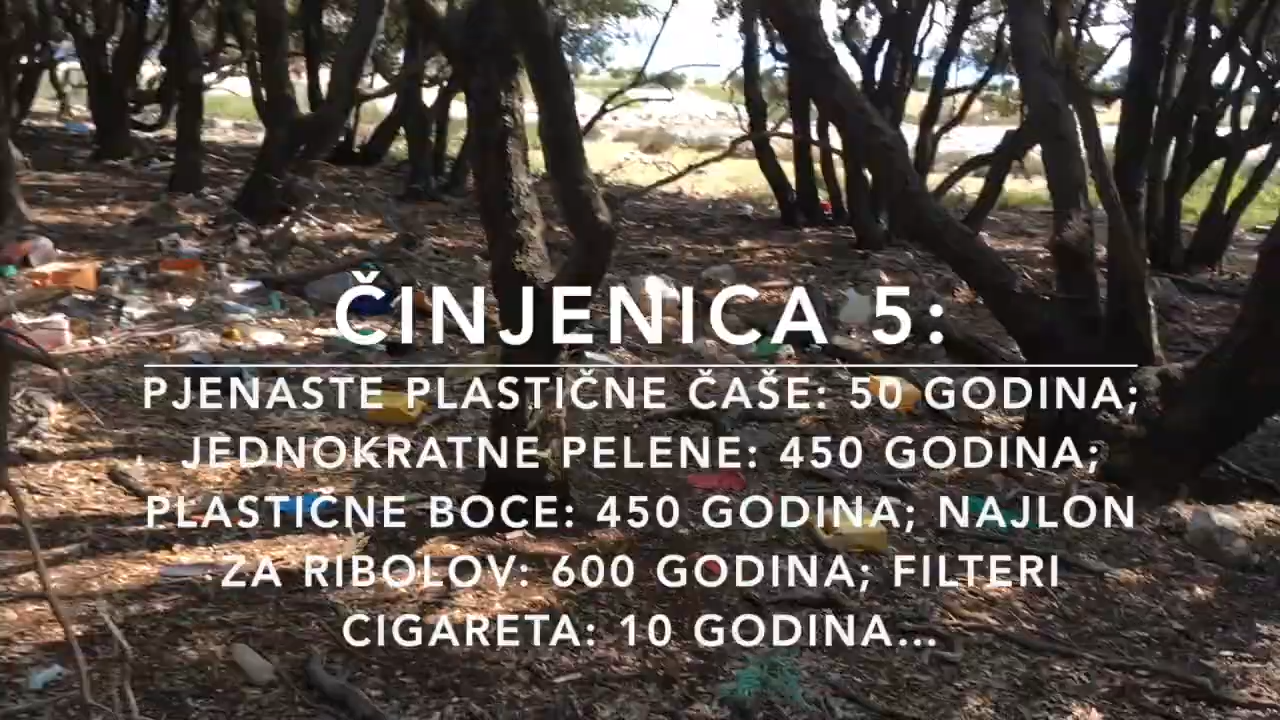 ČINJENICA 5:
PJENASTE PLASTIČNE ČAŠE: 50 GODINA;
JEDNOKRATNE PELENE: 450 GODINA;
PLASTIČNE BOCE: 450 GODINA; NAJLON
ZA RIBOLOV: 600 GODINA; FILTERI
CIGARETA: 10 GODINA...